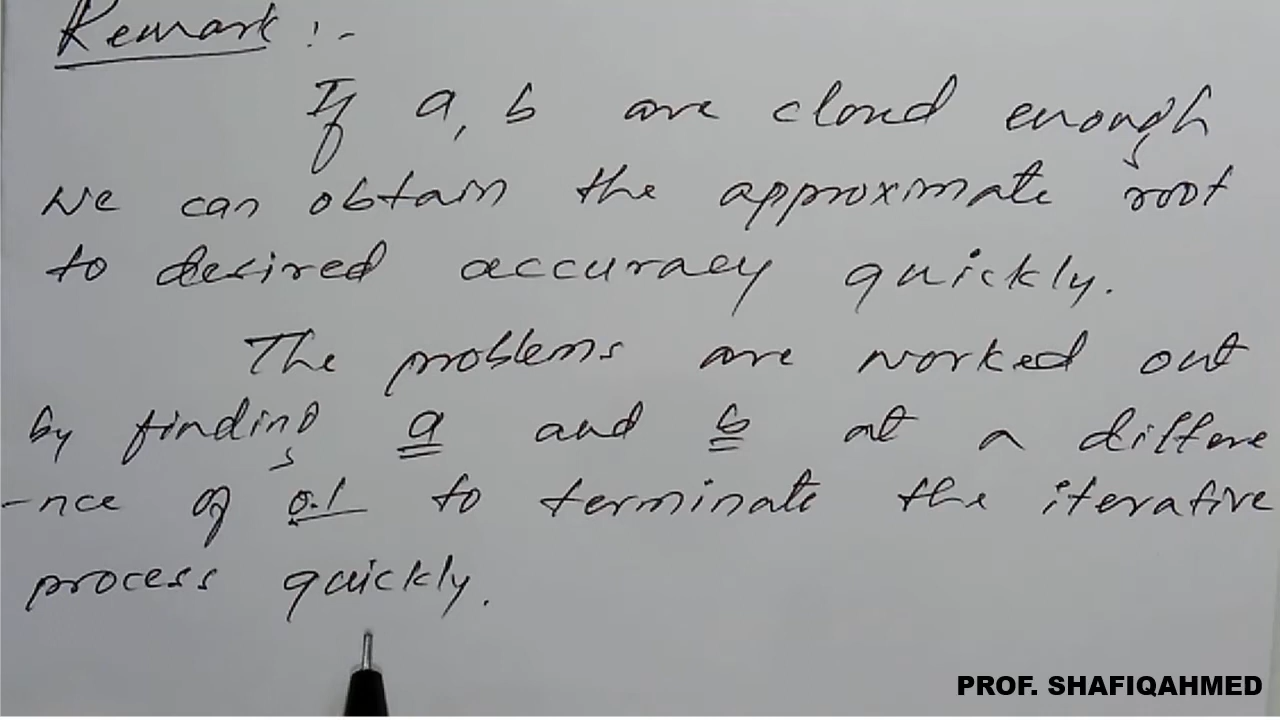 Remark :-
If a, b are closed enough
we can obtain the approximate root
to desired accuracy quickly.
The problems are worked out
by finding a and b at a differe
-nce of 0.1 to terminate the iterative
process quickly.
PROF. SHAFIQAHMED